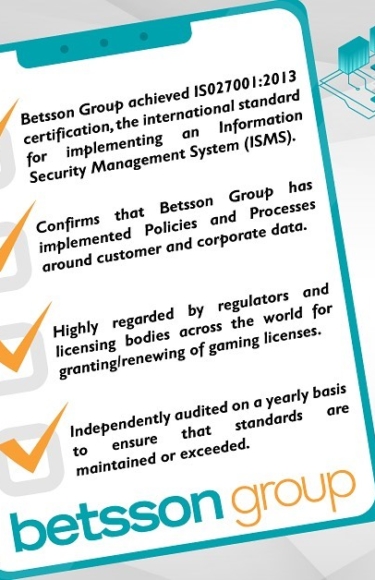 Betsson Group achieved IS027001:2013
certification, the international standard
for implementing an Information
Security Management System (ISMS).
Confirms that Betsson Group has
implemented Policies and Processes
around customer and corporate data.
Highly regarded by regulators and
licensing bodies across the world for
granting/renewing of gaming licenses.
Independently audited on a yearly basis
to ensure that standards are
maintained or exceeded.
betsson group